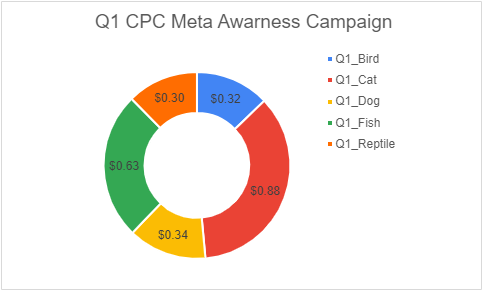 Q1 CPC Meta Awarness Campaign
Q1_Bird
Q1_Cat
Q1_Dog
Q1_Fish
Q1_Reptile
$0.30
$0.32
$0.63
$0.88
$0.34